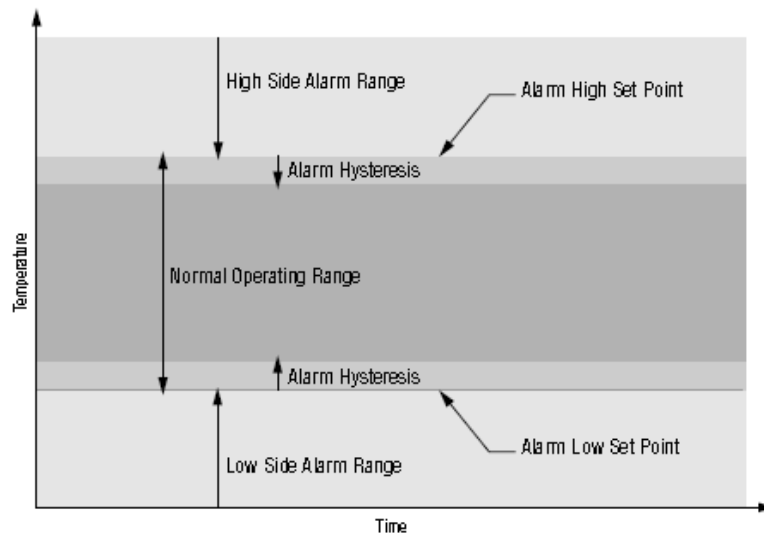 High Side Alarm Range
Alarm High Set Point
Alarm Hysteresis
Temperature
Normal Operating Range
Alarm Hysteresis
Alarm Low Set Point
Low Side Alarm Range
Time